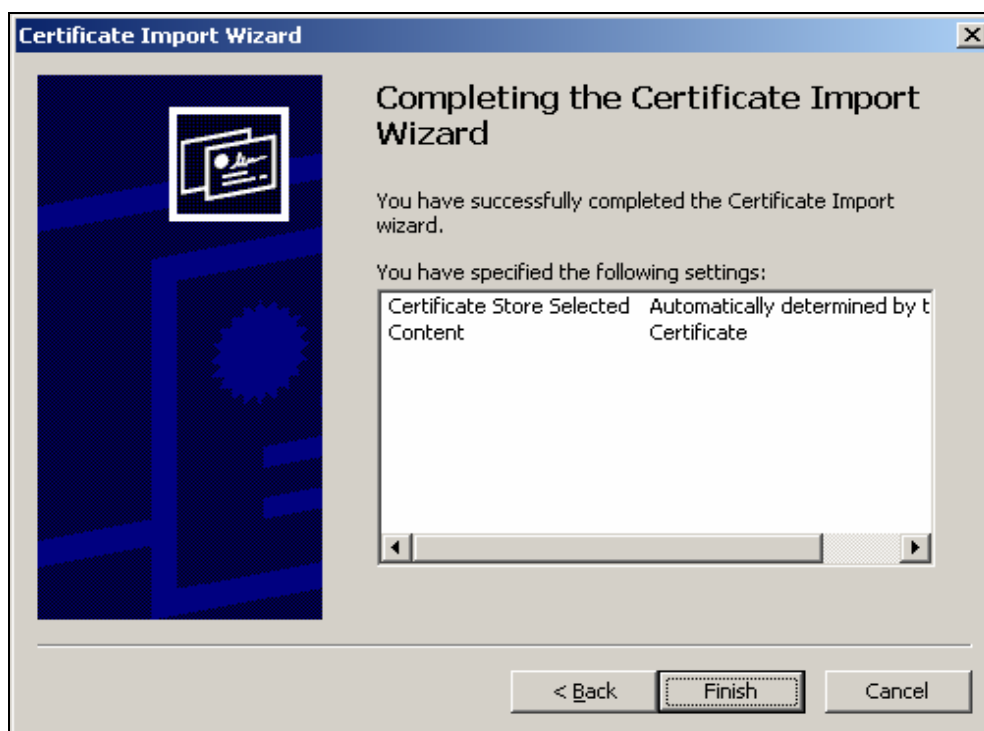 Certificate Import Wizard
Completing the Certificate Import
Wizard
You have successfully completed the Certificate Import
wizard.
You have specified the following settings:
Certificate Store Selected Automatically determined by t
Content Certificate
< Back Finish Cancel